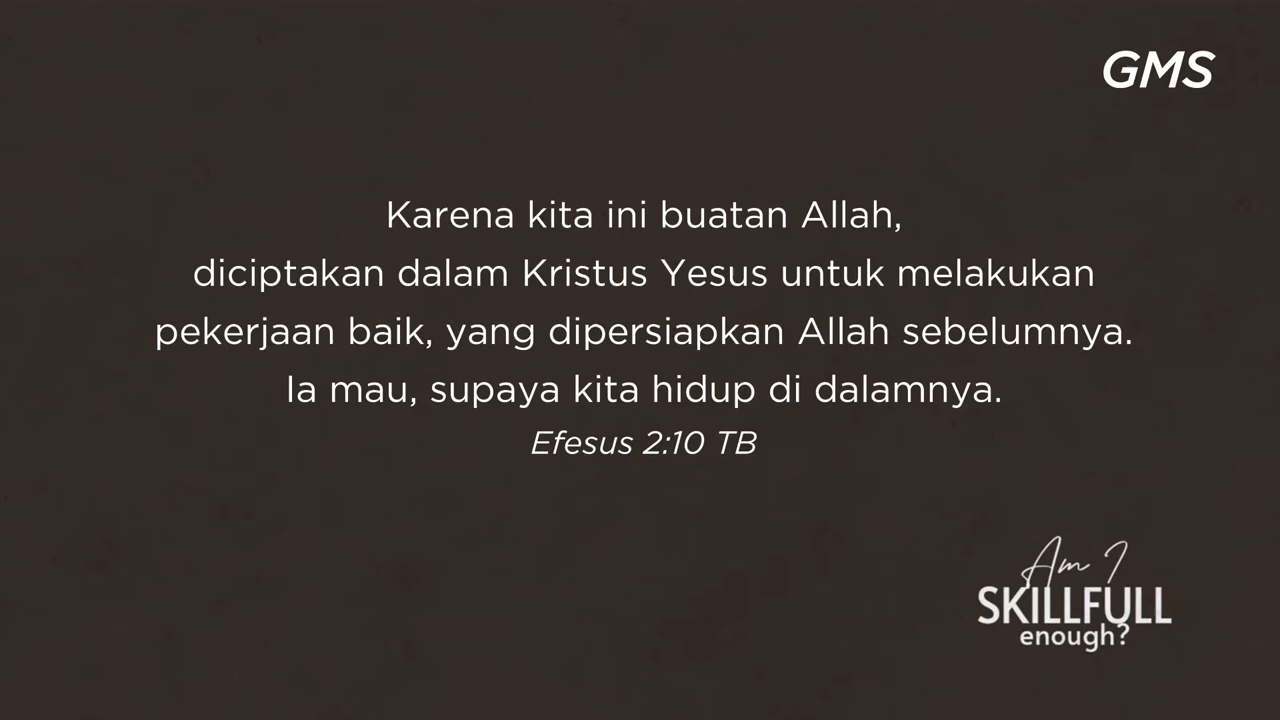 GMS
Karena kita ini buatan Allah,
diciptakan dalam Kristus Yesus untuk melakukan
pekerjaan baik, yang dipersiapkan Allah sebelumnya.
Ia mau, supaya kita hidup di dalamnya.
Efesus 2:10 TB
Am I
SKILLFULL
enough?